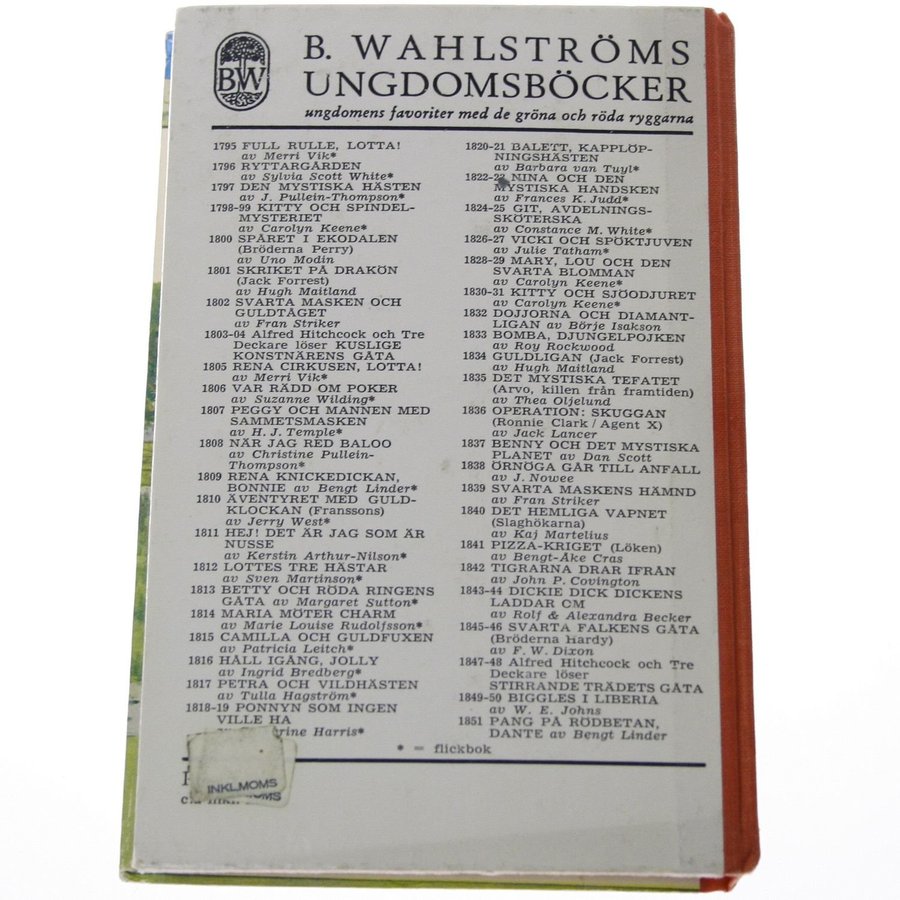 BW
B. WAHLSTRÖMS
UNGDOMSBÖCKER
ungdomens favoriter med de gröna och röda ryggarna
1795 FULL RULLE, LOTTA!
av Merri Vik*
1796 RYTTARGÅRDEN
av Sylvia Scott White*
1797 DEN MYSTISKA HÄSTEN
av J. Pullein-Thompson*
1798-99 KITTY OCH SPINDEL-
MYSTERIET
av Carolyn Keene*
1800 SPÅRET I EKODALEN
(Bröderna Perry)
av Uno Modin
1801 SKRIKET PÅ DRAKÖN
(Jack Forrest)
av Hugh Maitland
1802 SVARTA MASKEN OCH
GULDTÅGET
av Fran Striker
1803-04 Alfred Hitchcock och Tre
Deckare löser KUSLIGE
KONSTNÄRENS GÅTA
1805 RENA CIRKUSEN, LOTTA!
av Merri Vik*
1806 VAR RÄDD OM POKER
av Suzanne Wilding*
1807 PEGGY OCH MANNEN MED
SAMMETSMASKEN
av H. J. Temple*
1808 NÄR JAG RED BALOO
av Christine Pullein-
Thompson*
1809 RENA KNICKEDICKAN,
BONNIE av Bengt Linder*
1810 ÄVENTYRET MED GULD-
KLOCKAN (Franssons)
av Jerry West*
1811 HEJ! DET ÄR JAG SOM ÄR
NUSSE
av Kerstin Arthur-Nilson*
1812 LOTTES TRE HÄSTAR
av Sven Martinson*
1813 BETTY OCH RÖDA RINGENS
GÅTA av Margaret Sutton*
1814 MARIA MÖTER CHARM
av Marie Louise Rudolfsson*
1815 CAMILLA OCH GULDFUXEN
av Patricia Leitch*
1816 HÅLL IGÅNG, JOLLY
av Ingrid Bredberg*
1817 PETRA OCH VILDHÄSTEN
av Tulla Hagström*
1818-19 PONNYN SOM INGEN
VILLE HA
Harris*
1820-21 BALETT, KAPPLÖP-
NINGSHÄSTEN
av Barbara van Tuyl*
1822-23 NINA OCH DEN
MYSTISKA HANDSKEN
av Frances K. Judd*
1824-25 GIT, AVDELNINGS-
SKÖTERSKA
av Constance M. White*
1826-27 VICKI OCH SPÖKTJUVEN
av Julie Tatham*
1828-29 MARY, LOU OCH DEN
SVARTA BLOMMAN
av Carolyn Keene*
1830-31 KITTY OCH SJÖODJURET
av Carolyn Keene*
1832 DOJJORNA OCH DIAMANT-
LIGAN av Börje Isakson
1833 BOMBA, DJUNGELPOJKEN
av Roy Rockwood
1834 GULDLIGAN (Jack Forrest)
av Hugh Maitland
1835 DET MYSTISKA TEFATET
(Arvo, killen från framtiden)
av Thea Oljelund
1836 OPERATION: SKUGGAN
(Ronnie Clark / Agent X)
av Jack Lancer
1837 BENNY OCH DET MYSTISKA
PLANET av Dan Scott
1838 ÖRNÖGA GÅR TILL ANFALL
av J. Nowee
1839 SVARTA MASKENS HÄMND
av Fran Striker
1840 DET HEMLIGA VAPNET
(Slaghökarna)
av Kaj Martelius
1841 PIZZA-KRIGET (Löken)
av Bengt-Åke Cras
1842 TIGRARNA DRAR IFRÅN
av John P. Covington
1843-44 DICKIE DICK DICKENS
LADDAR OM
av Rolf & Alexandra Becker
1845-46 SVARTA FALKENS GÅTA
(Bröderna Hardy)
av F. W. Dixon
1847-48 Alfred Hitchcock och Tre
Deckare löser
STIRRANDE TRÄDETS GÅTA
1849-50 BIGGLES I LIBERIA
av W. E. Johns
1851 PANG PÅ RÖDBETAN,
DANTE av Bengt Linder
* = flickbok
INKL.MOMS